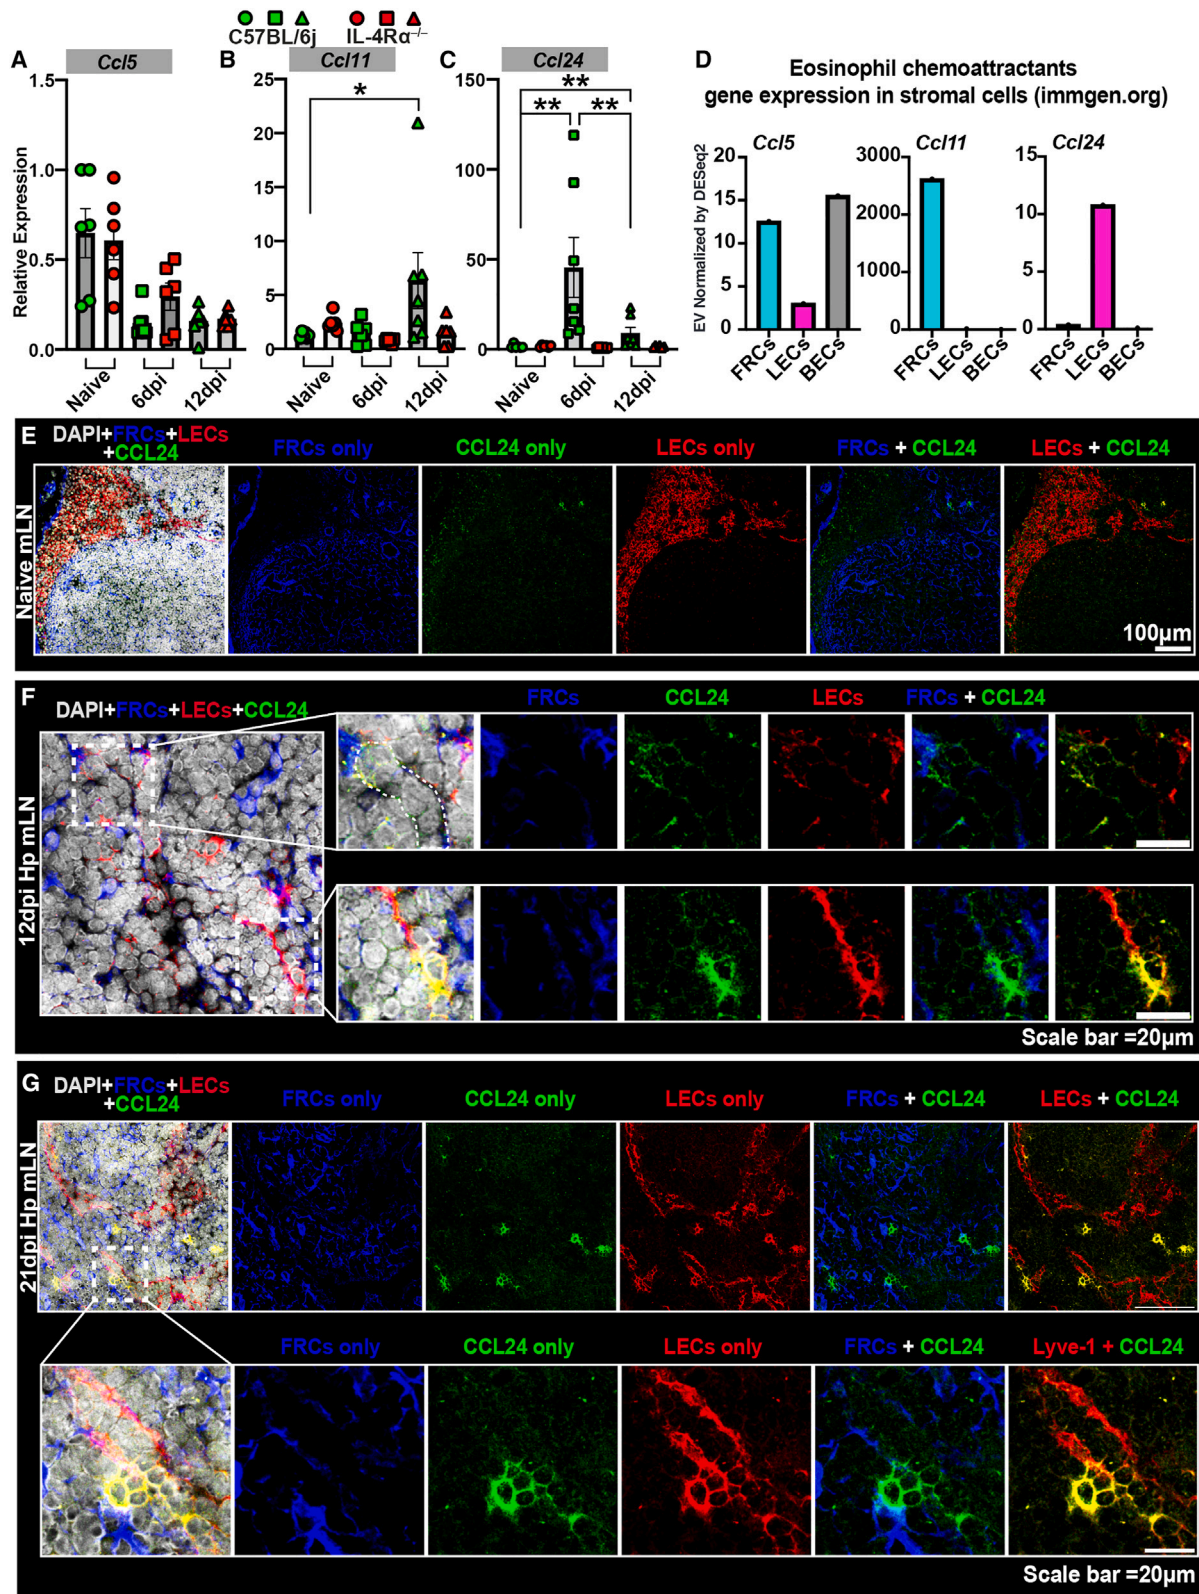 C57BL/6j IL-4Rα−/−
A Ccl5
B Ccl11
C Ccl24
Relative Expression
1.5
1.0
0.5
0.0
Naive 6dpi 12dpi
25
20
15
10
5
0
*
Naive 6dpi 12dpi
150
100
50
0
**
** **
Naive 6dpi 12dpi
D Eosinophil chemoattractants
gene expression in stromal cells (immgen.org)
EV Normalized by DESeq2
Ccl5
20
15
10
5
0
FRCs LECs BECs
Ccl11
3000
2000
1000
0
FRCs LECs BECs
Ccl24
15
10
5
0
FRCs LECs BECs
E DAPI+FRCs+LECs
+CCL24
FRCs only
CCL24 only
LECs only
FRCs + CCL24
LECs + CCL24
Naive mLN
100µm
F DAPI+FRCs+LECs+CCL24
FRCs
CCL24
LECs
FRCs + CCL24
12dpi Hp mLN
Scale bar =20µm
G DAPI+FRCs+LECs
+CCL24
FRCs only
CCL24 only
LECs only
FRCs + CCL24
LECs + CCL24
21dpi Hp mLN
FRCs only
CCL24 only
LECs only
FRCs + CCL24
Lyve-1 + CCL24
Scale bar =20µm